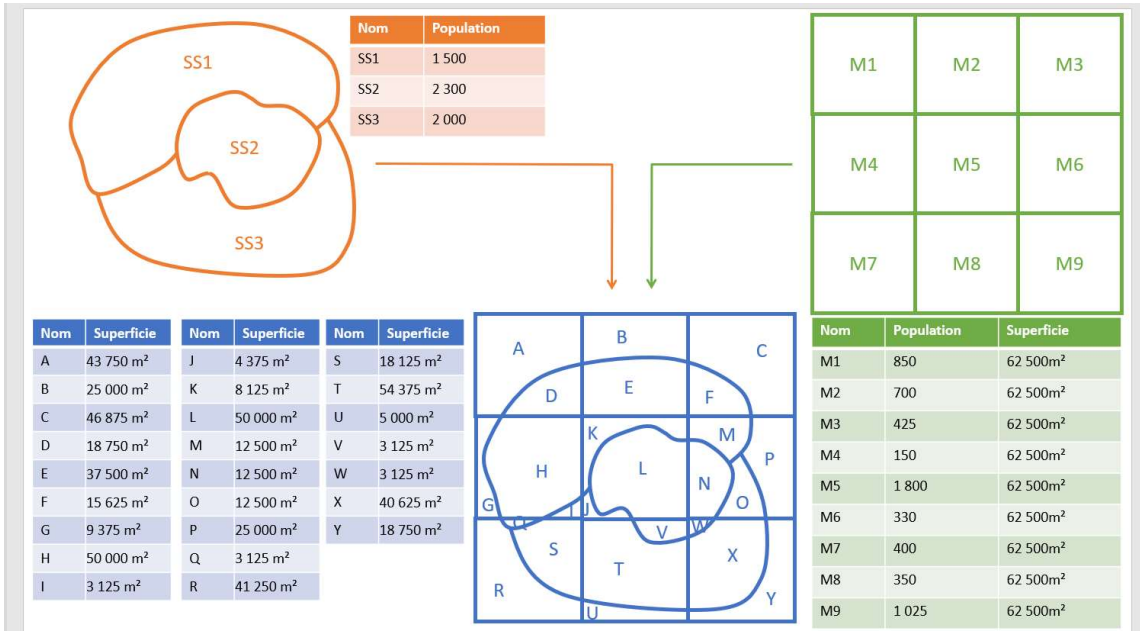 SS1
SS2
SS3
Nom Population
SS1 1 500
SS2 2 300
SS3 2 000
M1 M2 M3
M4 M5 M6
M7 M8 M9
Nom Superficie
A 43 750 m²
B 25 000 m²
C 46 875 m²
D 18 750 m²
E 37 500 m²
F 15 625 m²
G 9 375 m²
H 50 000 m²
I 3 125 m²
Nom Superficie
J 4 375 m²
K 8 125 m²
L 50 000 m²
M 12 500 m²
N 12 500 m²
O 12 500 m²
P 25 000 m²
Q 3 125 m²
R 41 250 m²
Nom Superficie
S 18 125 m²
T 54 375 m²
U 5 000 m²
V 3 125 m²
W 3 125 m²
X 40 625 m²
Y 18 750 m²
A B C
D E F
K M
H L N P
G I J O
Q V W
S T X
R U Y
Nom Population Superficie
M1 850 62 500m²
M2 700 62 500m²
M3 425 62 500m²
M4 150 62 500m²
M5 1 800 62 500m²
M6 330 62 500m²
M7 400 62 500m²
M8 350 62 500m²
M9 1 025 62 500m²